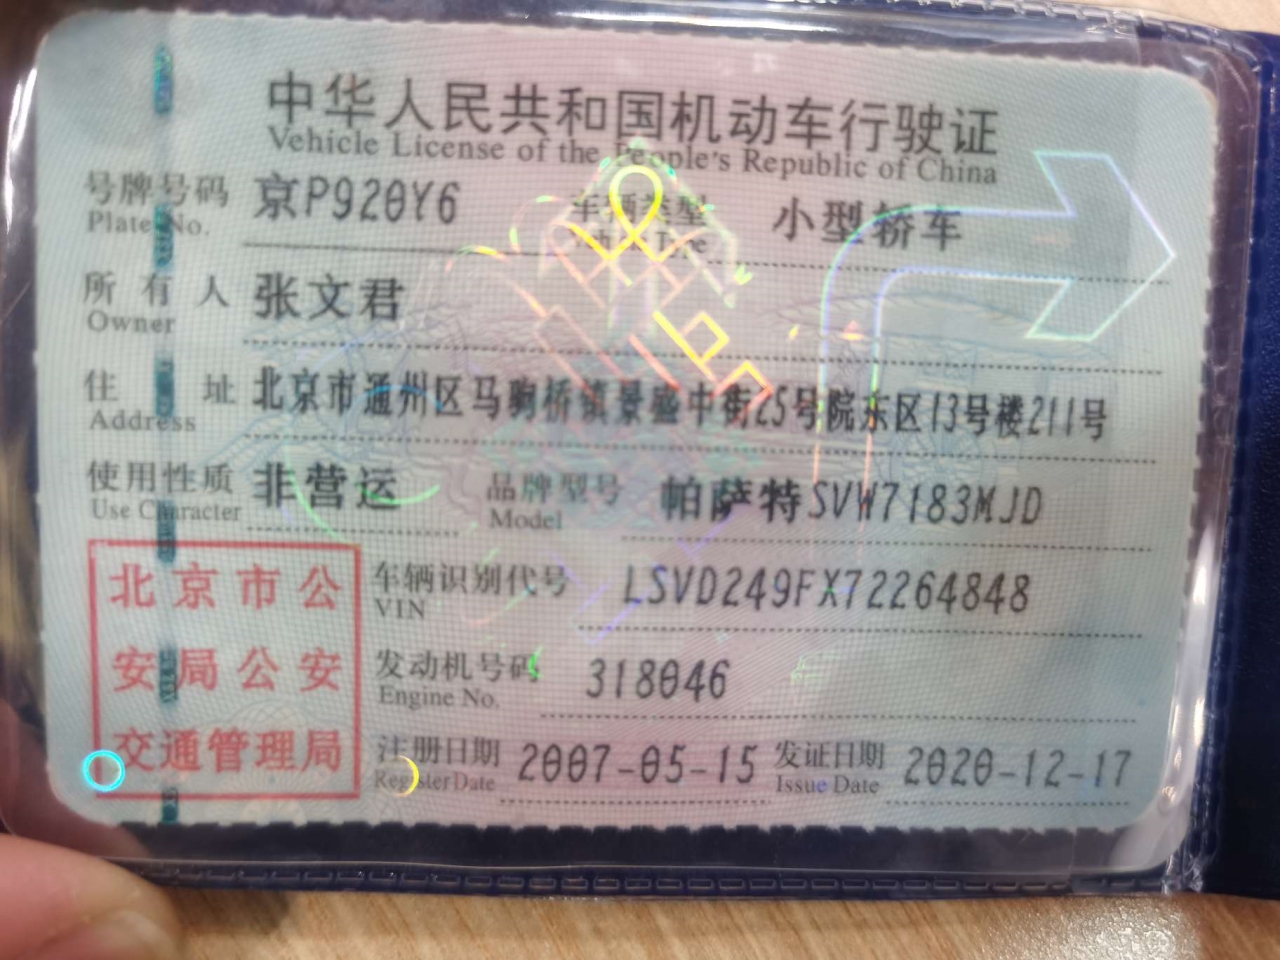 中华人民共和国机动车行驶证
Vehicle License of the People's Republic of China
号牌号码 京P920Y6 车辆类型 小型轿车
Plate No. Vehicle Type
所有人 张文君
Owner
住址 北京市通州区马驹桥镇景盛中街25号院东区13号楼211号
Address
使用性质 非营运 品牌型号 帕萨特SVW7183MJD
Use Character Model
北京市公
安局公安
交通管理局
车辆识别代号 LSVD249FX72264848
VIN
发动机号码 318046
Engine No.
注册日期 2007-05-15 发证日期 2020-12-17
Register Date Issue Date